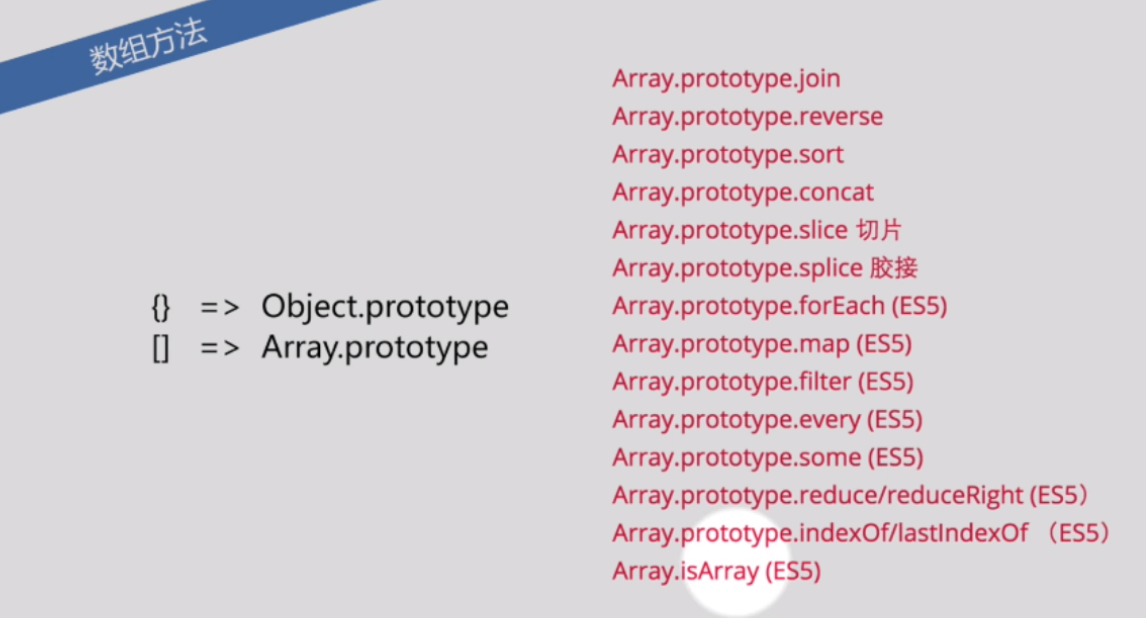 数组方法
{} => Object.prototype
[] => Array.prototype
Array.prototype.join
Array.prototype.reverse
Array.prototype.sort
Array.prototype.concat
Array.prototype.slice 切片
Array.prototype.splice 胶接
Array.prototype.forEach (ES5)
Array.prototype.map (ES5)
Array.prototype.filter (ES5)
Array.prototype.every (ES5)
Array.prototype.some (ES5)
Array.prototype.reduce/reduceRight (ES5）
Array.prototype.indexOf/lastIndexOf （ES5）
Array.isArray (ES5)